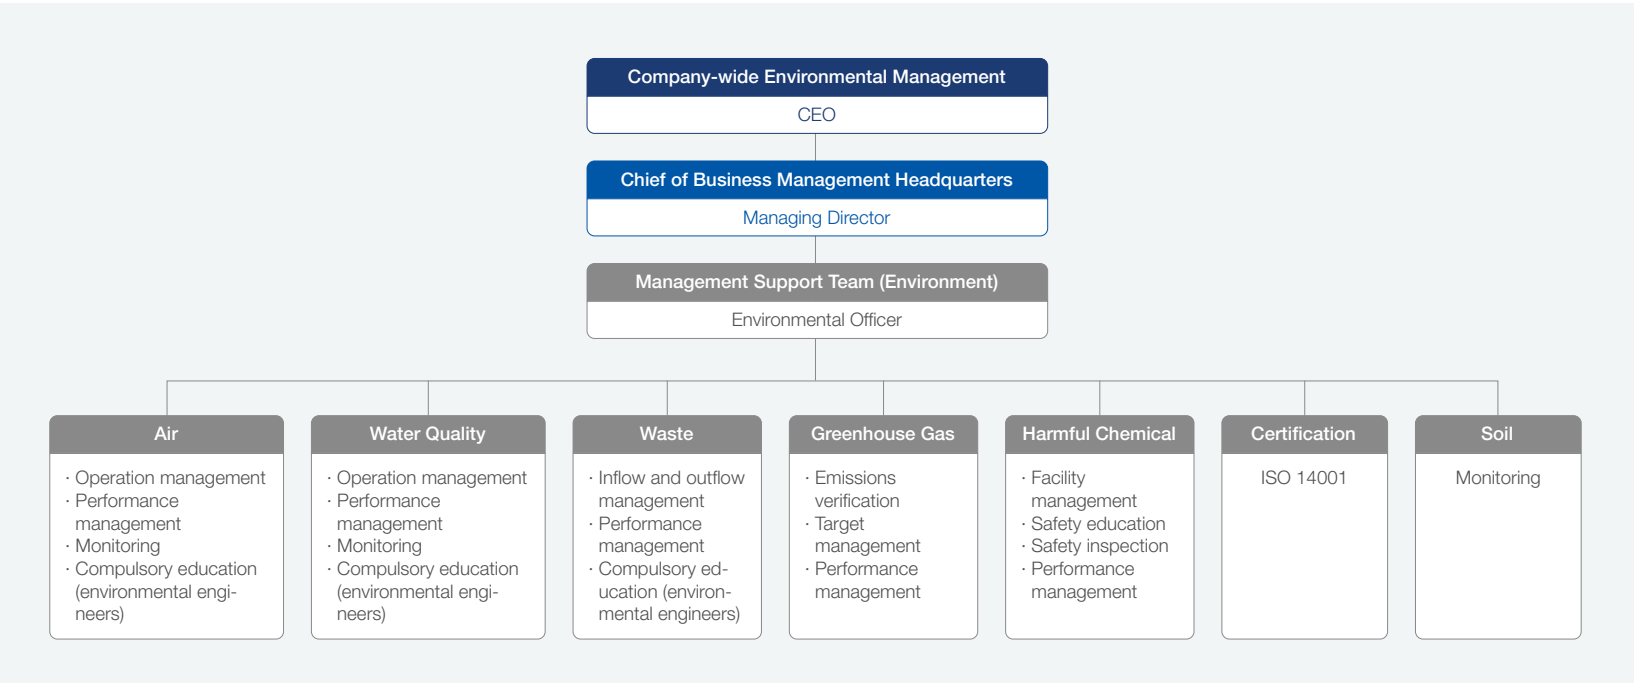 Company-wide Environmental Management
CEO
Chief of Business Management Headquarters
Managing Director
Management Support Team (Environment)
Environmental Officer
Air
· Operation management
· Performance
management
· Monitoring
· Compulsory education
(environmental engi-
neers)
Water Quality
· Operation management
· Performance
management
· Monitoring
· Compulsory education
(environmental engi-
neers)
Waste
· Inflow and outflow
management
· Performance
management
· Compulsory ed-
ucation (environ-
mental engineers)
Greenhouse Gas
· Emissions
verification
· Target
management
· Performance
management
Harmful Chemical
· Facility
management
· Safety education
· Safety inspection
· Performance
management
Certification
ISO 14001
Soil
Monitoring